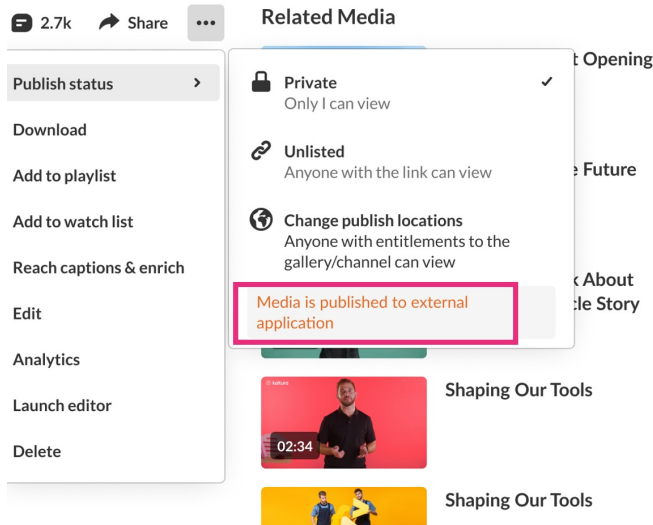 2.7k Share •••
Related Media
Publish status
Download
Add to playlist
Add to watch list
Reach captions & enrich
Edit
Analytics
Launch editor
Delete
Private
Only I can view
Unlisted
Anyone with the link can view
Change publish locations
Anyone with entitlements to the
gallery/channel can view
Media is published to external
application
Opening
Future
About
Story
kaltura
02:34
Shaping Our Tools
Shaping Our Tools